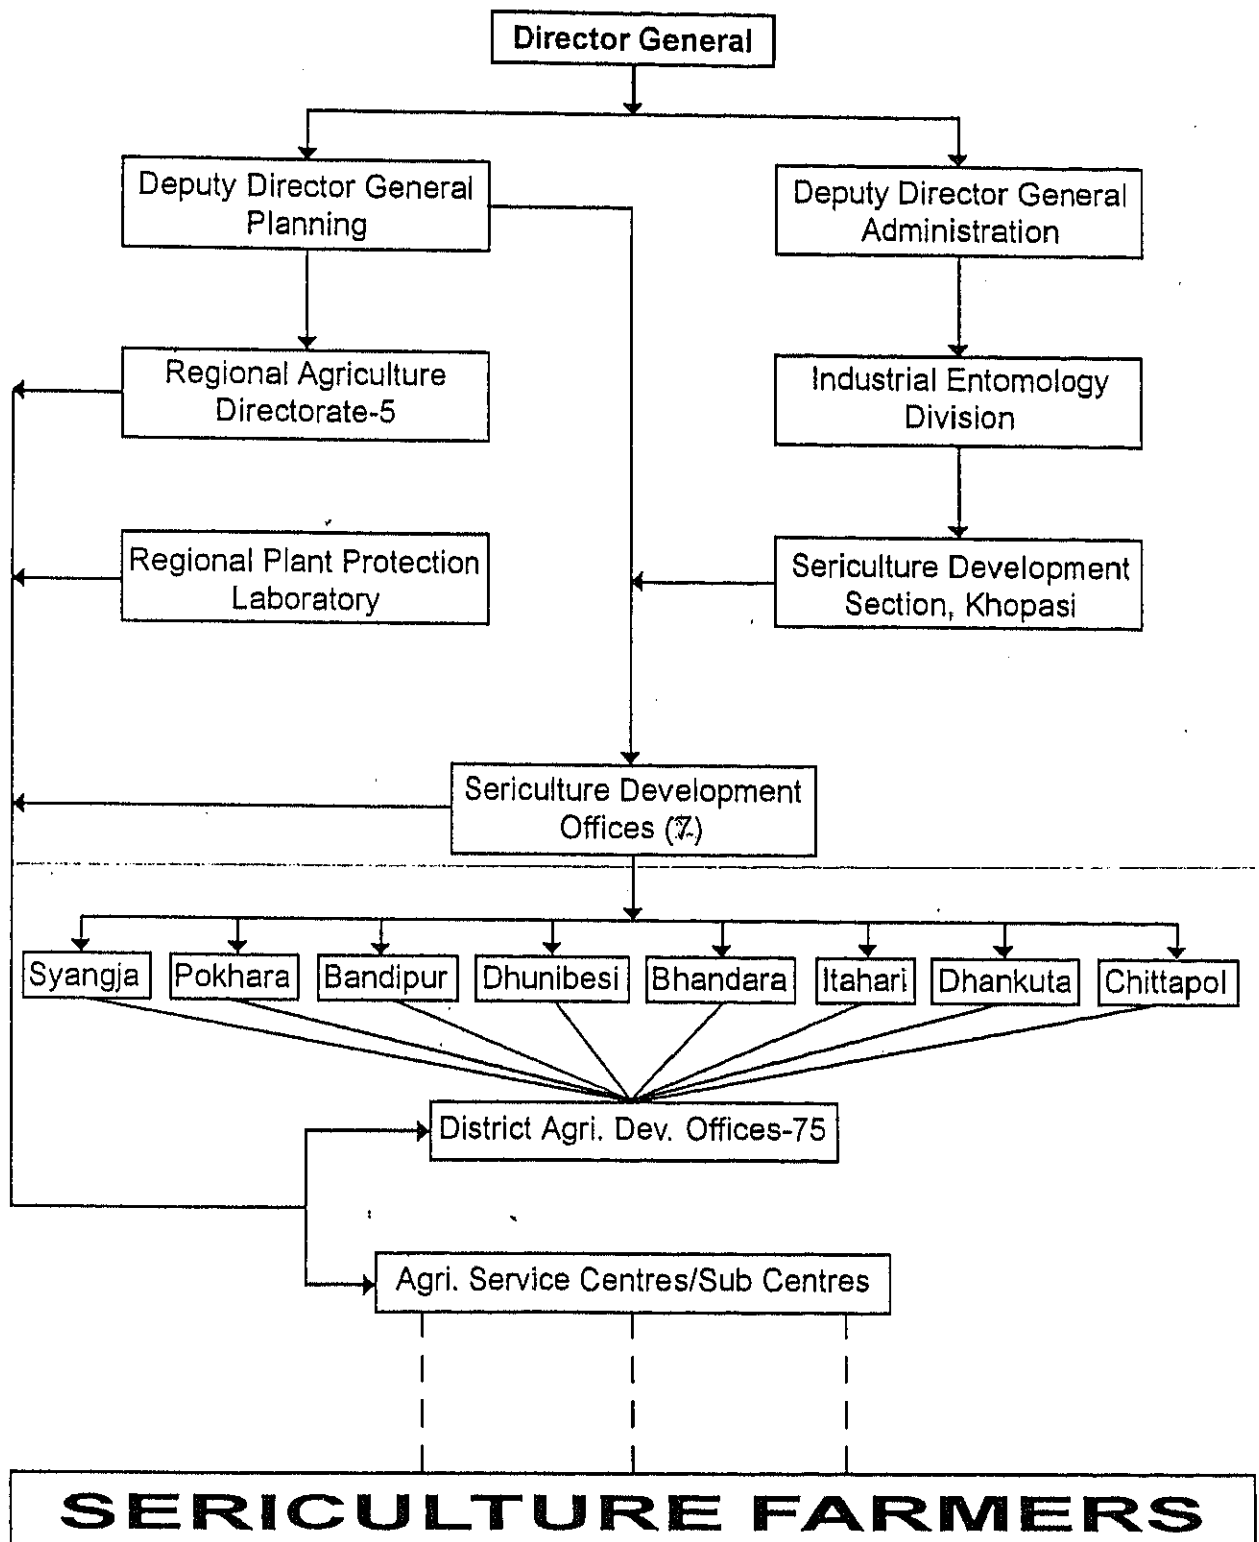 Director General
Deputy Director General
Planning
Deputy Director General
Administration
Regional Agriculture
Directorate-5
Industrial Entomology
Division
Regional Plant Protection
Laboratory
Sericulture Development
Section, Khopasi
Sericulture Development
Offices (7)
Syangja Pokhara Bandipur Dhunibesi Bhandara Itahari Dhankuta Chittapol
District Agri. Dev. Offices-75
Agri. Service Centres/Sub Centres
SERICULTURE FARMERS